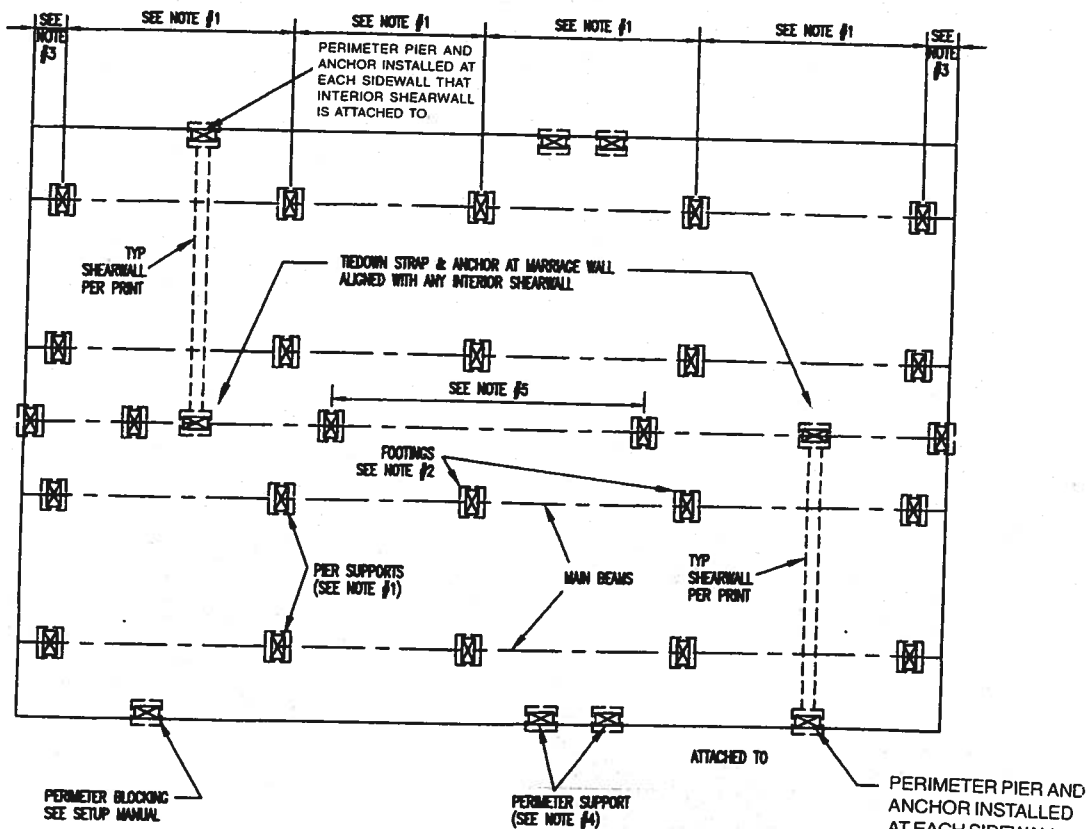 SEE
NOTE
#3
SEE NOTE #1
SEE NOTE #1
SEE NOTE #1
SEE NOTE #1
SEE
NOTE
#3
PERIMETER PIER AND
ANCHOR INSTALLED AT
EACH SIDEWALL THAT
INTERIOR SHEARWALL
IS ATTACHED TO
TYP
SHEARWALL
PER PRINT
TIEDOWN STRAP & ANCHOR AT MARRIAGE WALL
ALIGNED WITH ANY INTERIOR SHEARWALL
SEE NOTE #5
FOOTINGS
SEE NOTE #2
PIER SUPPORTS
(SEE NOTE #1)
MAIN BEAMS
TYP
SHEARWALL
PER PRINT
ATTACHED TO
PERIMETER BLOCKING
SEE SETUP MANUAL
PERIMETER SUPPORT
(SEE NOTE #4)
PERIMETER PIER AND
ANCHOR INSTALLED
AT EACH SIDEWALL